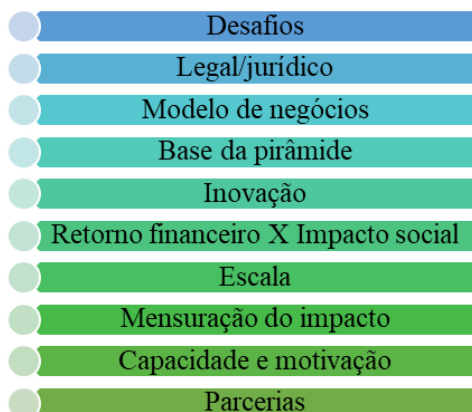 Desafios
Legal/jurídico
Modelo de negócios
Base da pirâmide
Inovação
Retorno financeiro X Impacto social
Escala
Mensuração do impacto
Capacidade e motivação
Parcerias